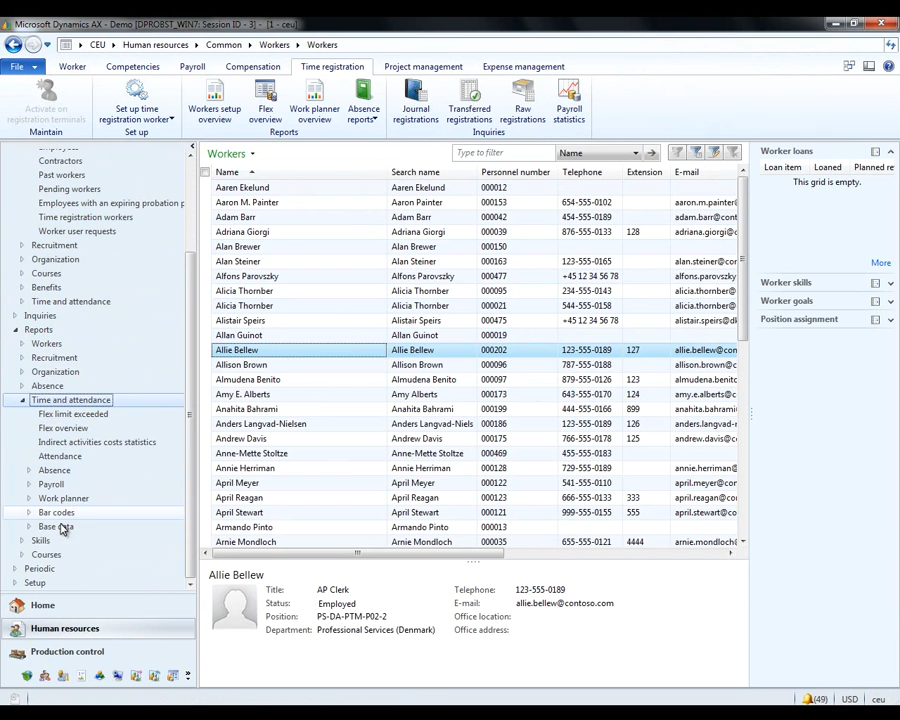 Microsoft Dynamics AX - Demo [DPROBST_WIN7: Session ID - 3] - [1 - ceu]
CEU Human resources Common Workers Workers
File Worker Competencies Payroll Compensation Time registration Project management Expense management
Activate on registration terminals
Set up time registration worker
Workers setup overview
Flex overview
Work planner overview
Absence reports
Journal registrations
Transferred registrations
Raw registrations
Payroll statistics
Maintain Set up Reports Inquiries
Contractors
Past workers
Pending workers
Employees with an expiring probation p
Time registration workers
Worker user requests
Recruitment
Organization
Courses
Benefits
Time and attendance
Inquiries
Reports
Workers
Recruitment
Organization
Absence
Time and attendance
Flex limit exceeded
Flex overview
Indirect activities costs statistics
Attendance
Absence
Payroll
Work planner
Bar codes
Base data
Skills
Courses
Periodic
Setup
Home
Human resources
Production control
Workers Type to filter Name
Name Search name Personnel number Telephone Extension E-mail
Aaren Ekelund Aaren Ekelund 000012
Aaron M. Painter Aaron Painter 000153 654-555-0102 aaron.m.painter@
Adam Barr Adam Barr 000042 454-555-0189 adam.barr@cont
Adriana Giorgi Adriana Giorgi 000039 876-555-0133 128 adriana.giorgi@c
Alan Brewer Alan Brewer 000150
Alan Steiner Alan Steiner 000163 123-555-0165 alan.steiner@cor
Alfons Parovszky Alfons Parovszky 000477 +45 12 34 56 78 alfons.parovszky
Alicia Thornber Alicia Thornber 000095 234-555-0143 alicia.thornber@
Alicia Thornber Alicia Thornber 000021 544-555-0158 alicia.thornber@
Alistair Speirs Alistair Speirs 000320 +45 12 34 56 78 alistair.speirs@dk
Allan Guinot Allan Guinot 000019
Allie Bellew Allie Bellew 000202 123-555-0189 127 allie.bellew@con
Allison Brown Allison Brown 000096 787-555-0188 allison.brown@c
Almudena Benito Almudena Benito 000097 879-555-0126 123 almudena.benito
Amy E. Alberts Amy E. Alberts 000073 643-555-0170 124 amy.e.alberts@c
Anahita Bahrami Anahita Bahrami 000199 444-555-0166 899 anahita.bahrami
Anders Langvad-Nielsen Anders Langvad-Niels 000186 123-555-0189 131 anders.langvad-n
Andrew Davis Andrew Davis 000178 766-555-0178 125 andrew.davis@co
Anne-Mette Stoltze Anne-Mette Stoltze 000069 455-555-0183
Annie Herriman Annie Herriman 000128 729-555-0189 annie.herriman@
April Meyer April Meyer 000025 541-555-0110 april.meyer@con
April Reagan April Reagan 000126 666-555-0133 333 april.reagan@co
April Stewart April Stewart 000121 999-555-0155 555 april.stewart@co
Armando Pinto Armando Pinto 000027
Arnie Mondloch Arnie Mondloch 000035 655-555-0121 4444 arnie.mondloch@
Allie Bellew
Title: AP Clerk Telephone: 123-555-0189
Status: Employed E-mail: allie.bellew@contoso.com
Position: PS-DA-PTM-P02-2 Office location:
Department: Professional Services (Denmark) Office address:
Worker loans
Loan item Loaned Planned re
This grid is empty.
More
Worker skills
Worker goals
Position assignment
(49) USD ceu